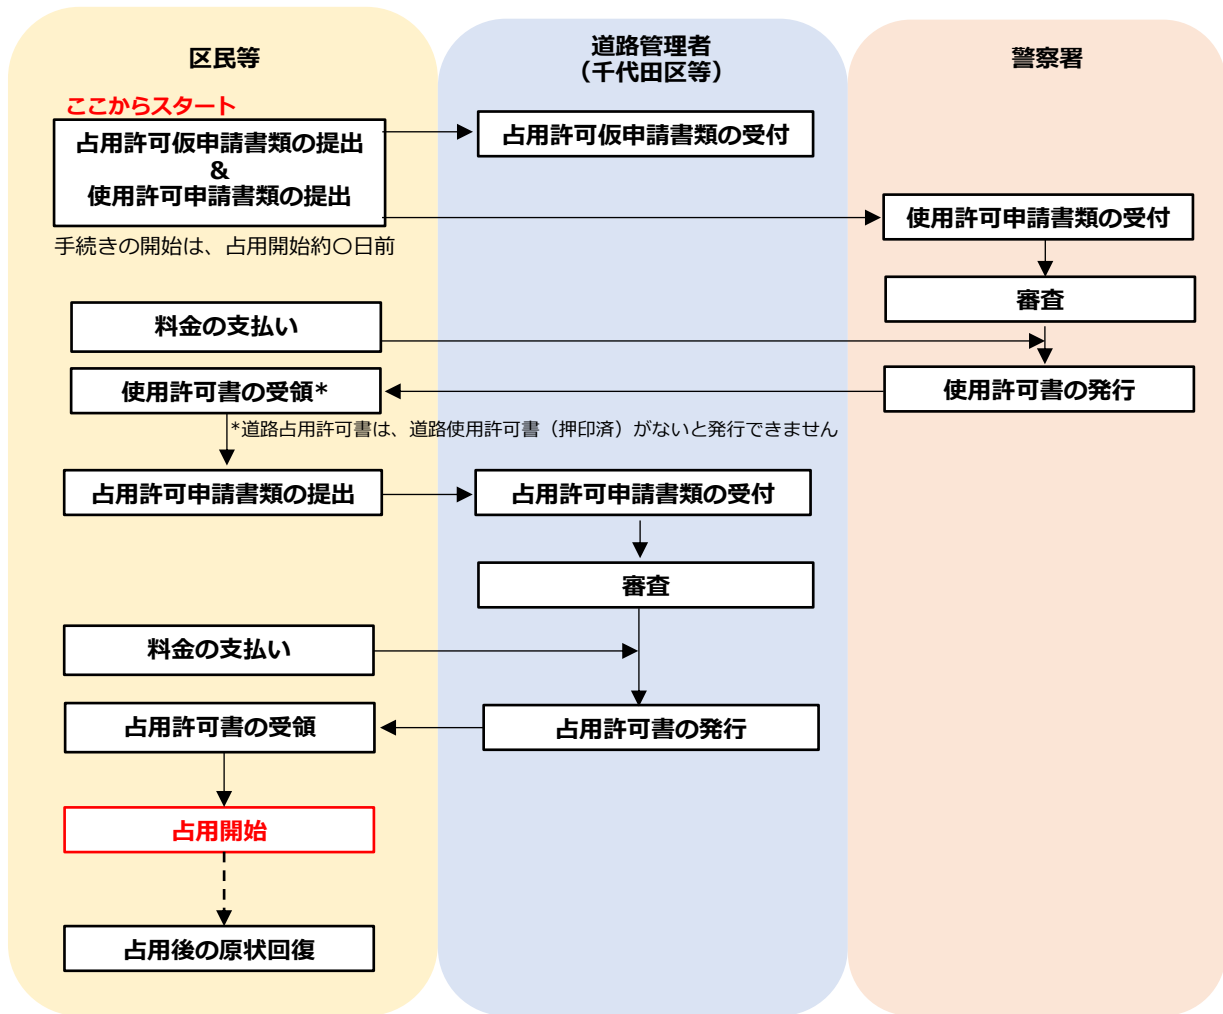 区民等
道路管理者
（千代田区等）
警察署
ここからスタート
占用許可仮申請書類の提出
&
使用許可申請書類の提出
占用許可仮申請書類の受付
使用許可申請書類の受付
手続きの開始は、占用開始約〇日前
審査
料金の支払い
使用許可書の受領*
使用許可書の発行
*道路占用許可書は、道路使用許可書（押印済）がないと発行できません
占用許可申請書類の提出
占用許可申請書類の受付
審査
料金の支払い
占用許可書の受領
占用許可書の発行
占用開始
占用後の原状回復